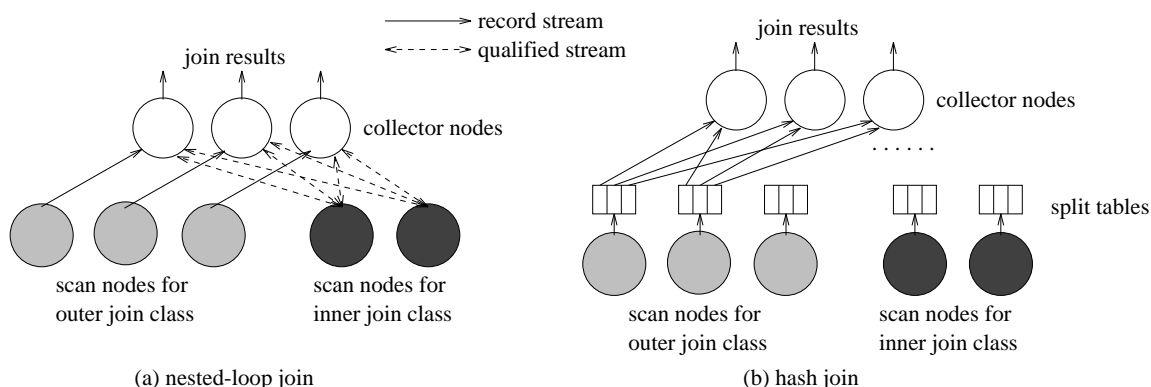 record stream
qualified stream
join results
collector nodes
scan nodes for
outer join class
scan nodes for
inner join class
(a) nested-loop join
join results
collector nodes
. . . . . .
split tables
scan nodes for
outer join class
scan nodes for
inner join class
(b) hash join